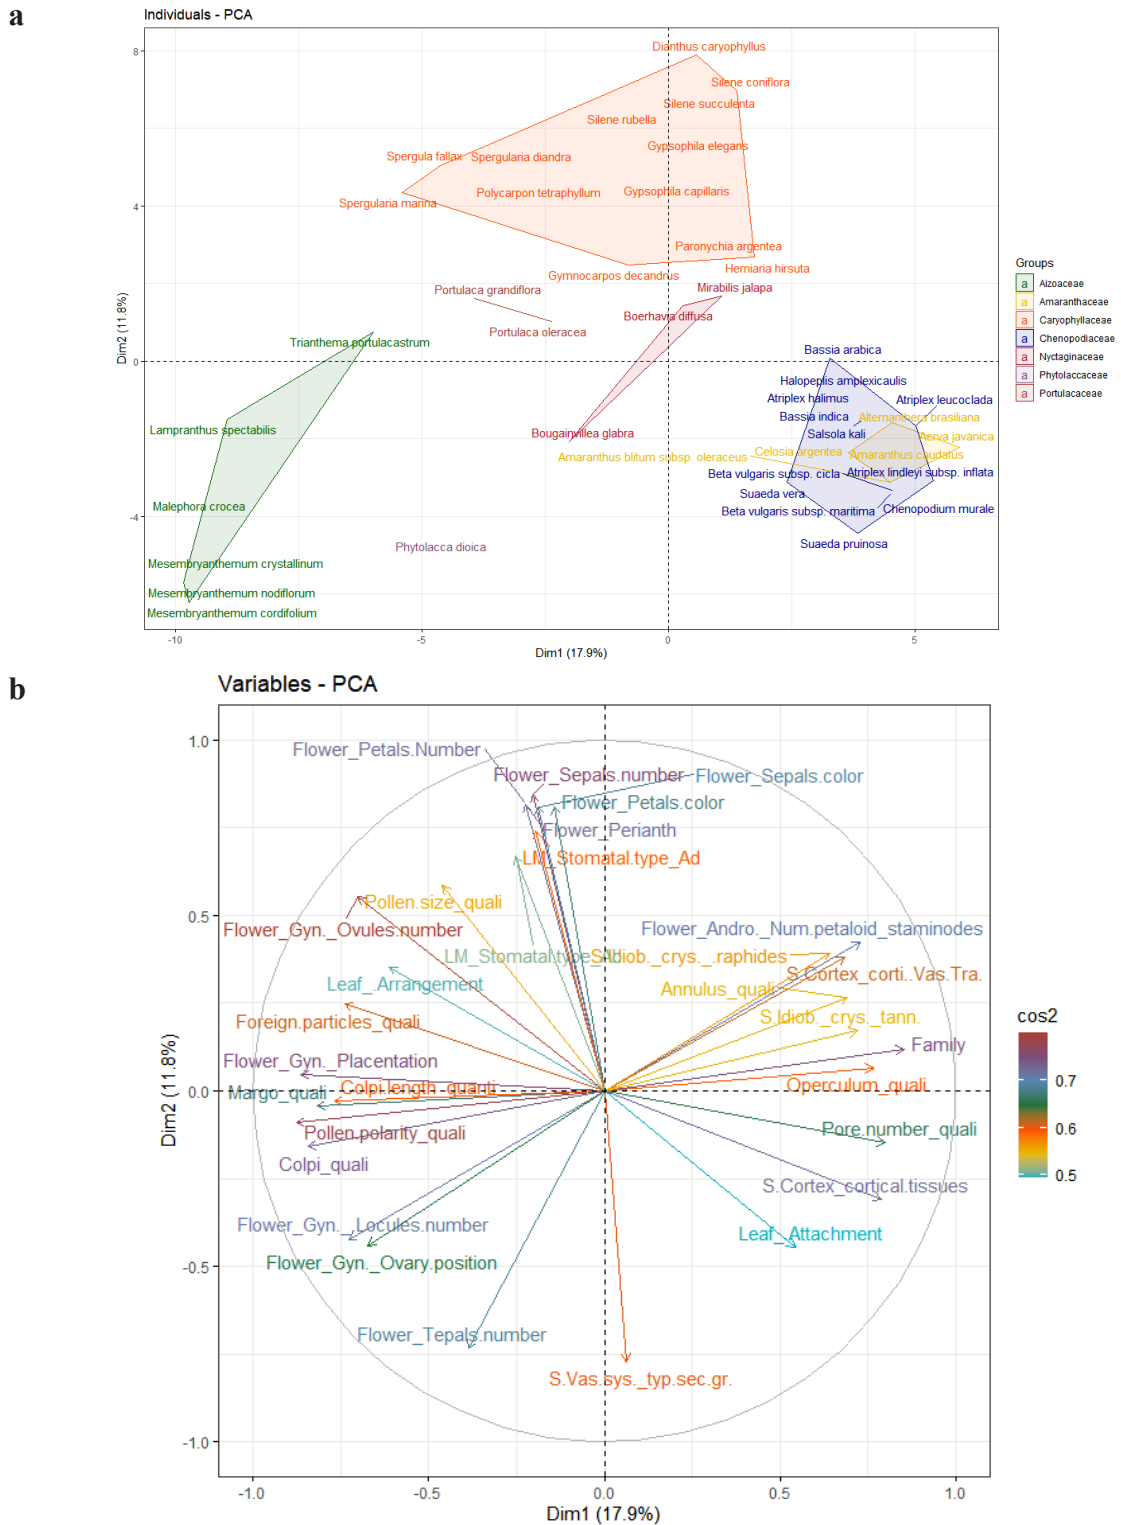 a
Individuals - PCA
Dianthus caryophyllus
8
Silene coniflora
Silene succulenta
Silene rubella
Gypsophila elegans
Spergula fallax
Spergularia diandra
Polycarpon tetraphyllum
Gypsophila capillaris
Spergularia marina
4
Paronychia argentea
Herniaria hirsuta
Gymnocarpos decandrus
Mirabilis jalapa
Portulaca grandiflora
Boerhavia diffusa
Portulaca oleracea
Trianthema portulacastrum
0
Bassia arabica
Halopeplis amplexicaulis
Atriplex halimus
Atriplex leucoclada
Bassia indica
Alternanthera brasiliana
Lampranthus spectabilis
Bougainvillea glabra
Salsola kali
Aerva javanica
Celosia argentea
Amaranthus caudatus
Amaranthus blitum subsp. oleraceus
Beta vulgaris subsp. cicla
Atriplex lindleyi subsp. inflata
Suaeda vera
Malephora crocea
Beta vulgaris subsp. maritima
Chenopodium murale
-4
Phytolacca dioica
Suaeda pruinosa
Mesembryanthemum crystallinum
Mesembryanthemum nodiflorum
Mesembryanthemum cordifolium
-10
-5
0
5
Dim1 (17.9%)
Dim2 (11.8%)
Groups
a Aizoaceae
a Amaranthaceae
a Caryophyllaceae
a Chenopodiaceae
a Nyctaginaceae
a Phytolaccaceae
a Portulacaceae
b
Variables - PCA
1.0
Flower_Petals.Number
Flower_Sepals.number
Flower_Sepals.color
Flower_Petals.color
Flower_Perianth
LM_Stomatal.type_Ad
Pollen.size_quali
0.5
Flower_Gyn._Ovules.number
Flower_Andro._Num.petaloid_staminodes
LM_Stomatal.type_Ab
S.Idiob._crys._.raphides
S.Cortex_corti..Vas.Tra.
Leaf_.Arrangement
Annulus_quali
Foreign.particles_quali
S.Idiob._crys._tann.
Family
Flower_Gyn._Placentation
Margo_quali
Colpi.length_quanti
Operculum_quali
0.0
Pollen.polarity_quali
Pore.number_quali
Colpi_quali
S.Cortex_cortical.tissues
Flower_Gyn._Locules.number
Leaf_.Attachment
Flower_Gyn._Ovary.position
-0.5
Flower_Tepals.number
S.Vas.sys._typ.sec.gr.
-1.0
-1.0
-0.5
0.0
0.5
1.0
Dim1 (17.9%)
Dim2 (11.8%)
cos2
0.7
0.6
0.5